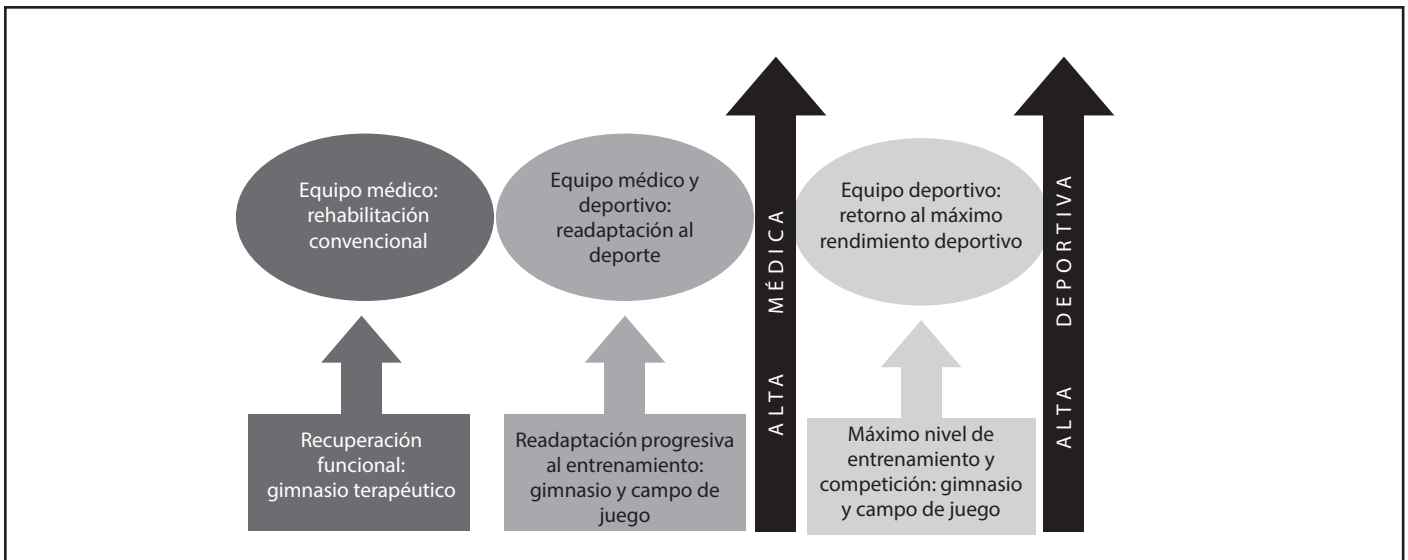 Equipo médico:
rehabilitación
convencional
Equipo médico y
deportivo:
readaptación al
deporte
ALTA MÉDICA
Equipo deportivo:
retorno al máximo
rendimiento deportivo
ALTA DEPORTIVA
Recuperación
funcional:
gimnasio terapéutico
Readaptación progresiva
al entrenamiento:
gimnasio y campo de
juego
Máximo nivel de
entrenamiento y
competición: gimnasio
y campo de juego